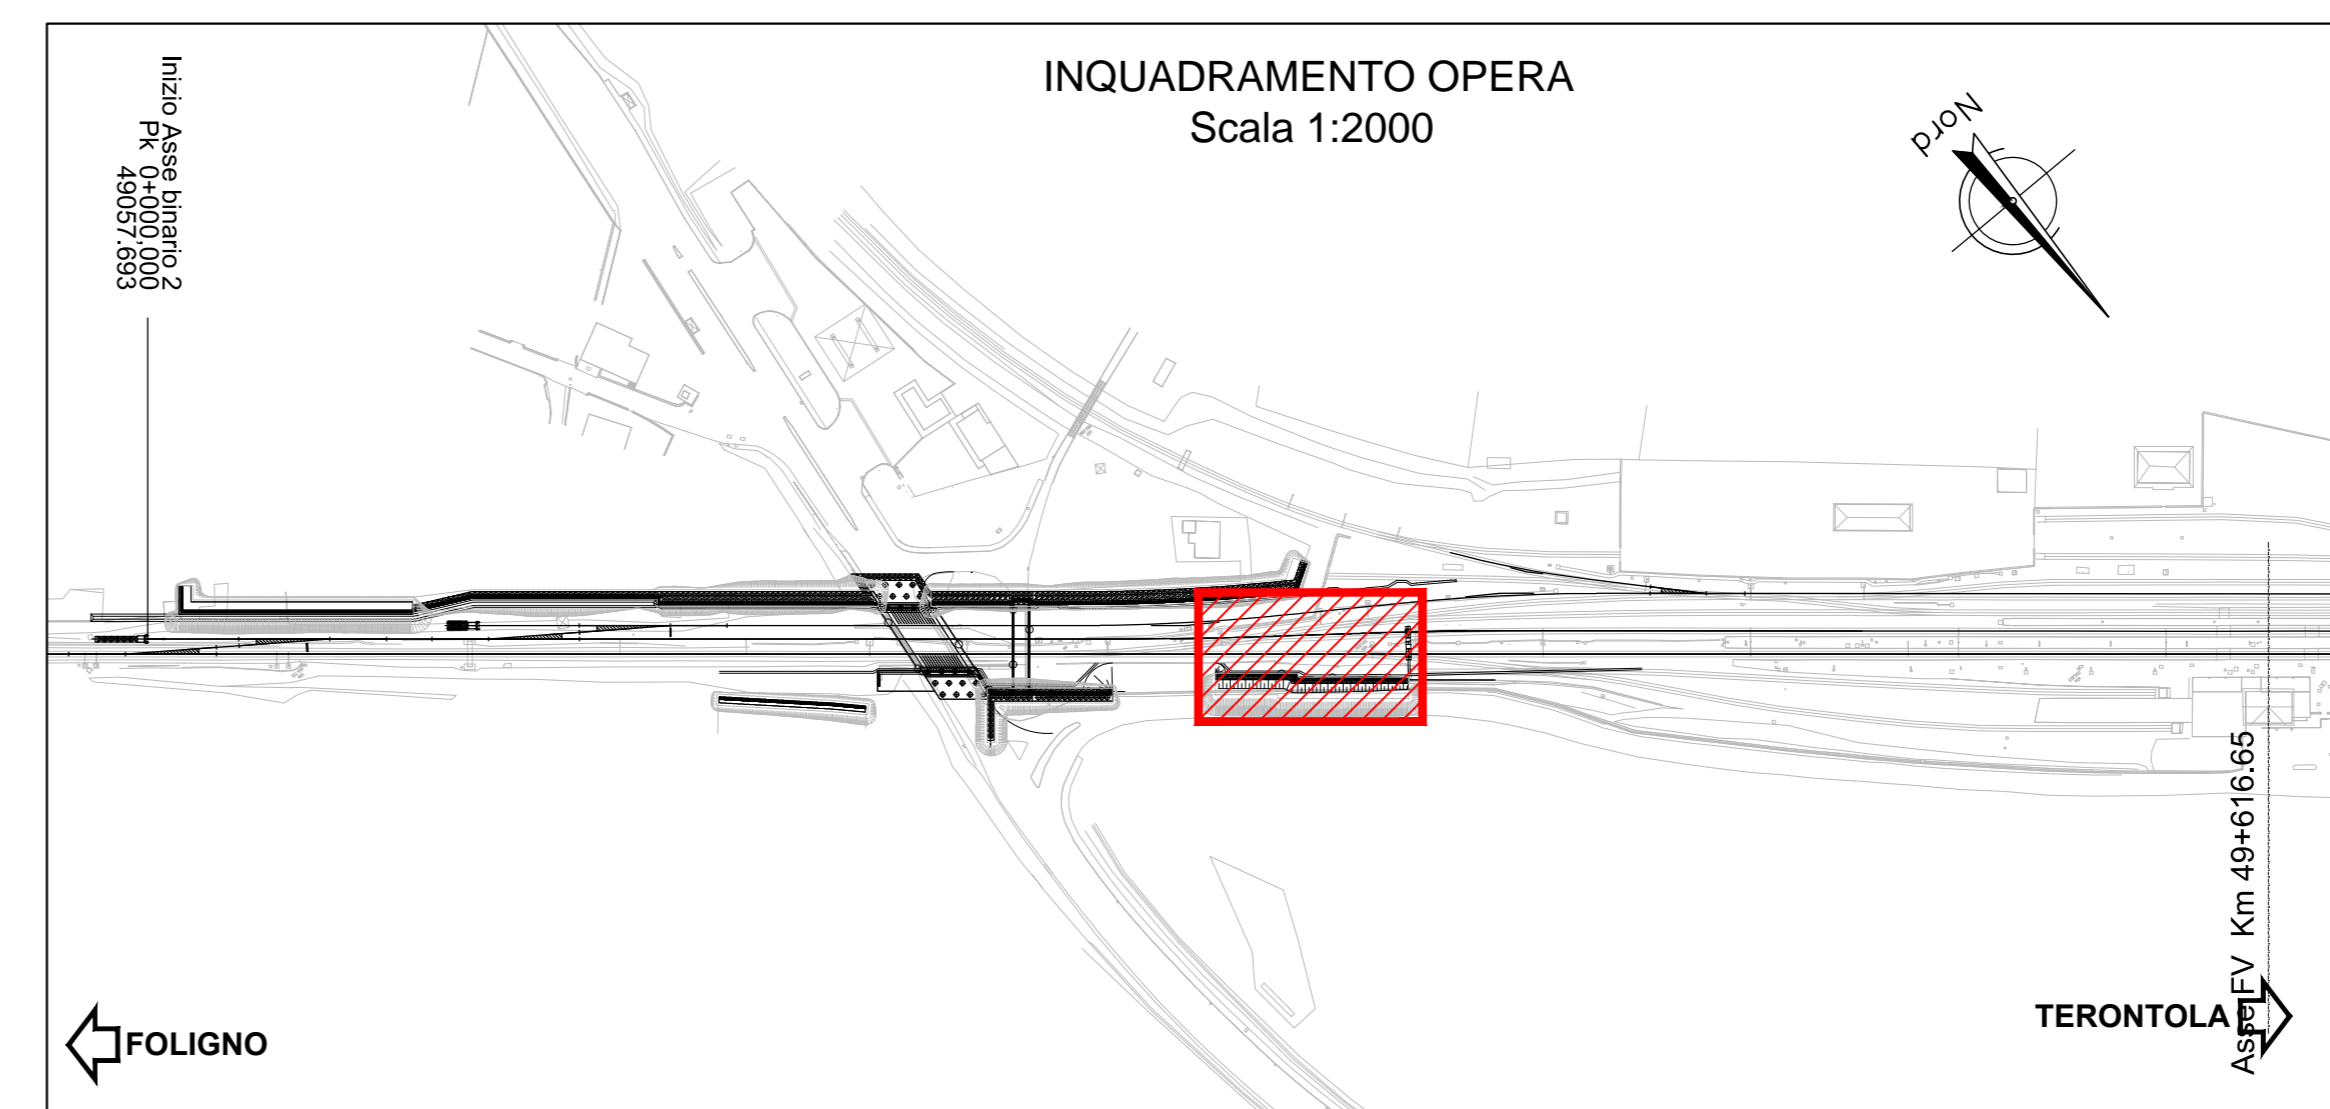 INQUADRAMENTO OPERA
Scala 1:2000
Nord
Inizio Asse binario 2
Pk 0+000,000
49057.693
FOLIGNO
TERONTOLA
Asse FV Km 49+616.65